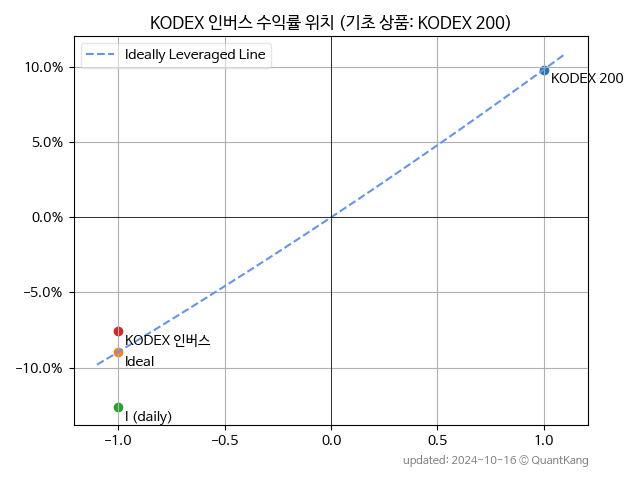 KODEX 인버스 수익률 위치 (기초 상품: KODEX 200)
Ideally Leveraged Line
10.0%
KODEX 200
5.0%
0.0%
−5.0%
KODEX 인버스
Ideal
−10.0%
I (daily)
−1.0 −0.5 0.0 0.5 1.0
updated: 2024-10-16 © QuantKang